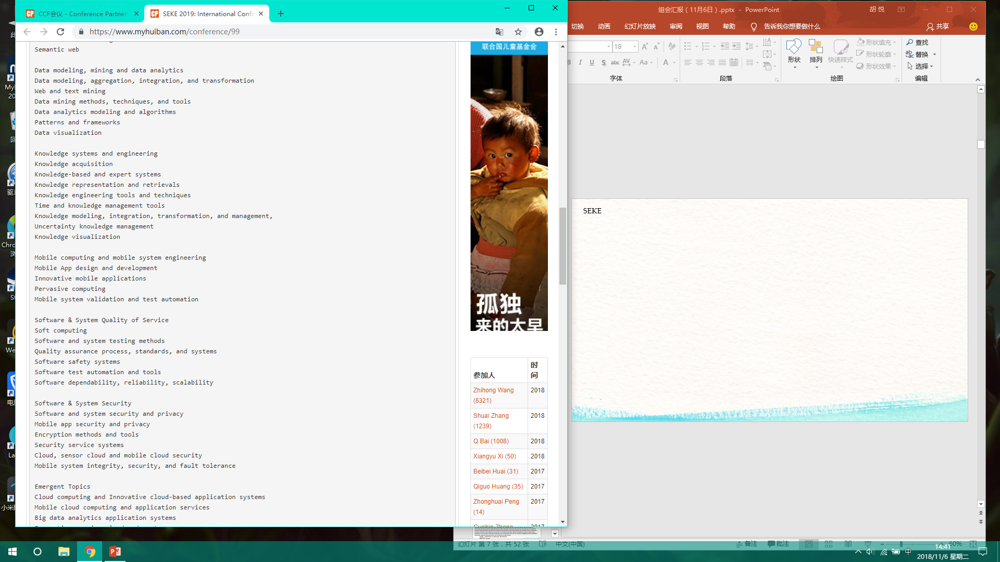 CCF会议 - Conference Partner
SEKE 2019: International Confe
https://www.myhuiban.com/conference/99
Semantic web
Data modeling, mining and data analytics
Data modeling, aggregation, integration, and transformation
Web and text mining
Data mining methods, techniques, and tools
Data analytics modeling and algorithms
Patterns and frameworks
Data visualization
Knowledge systems and engineering
Knowledge acquisition
Knowledge-based and expert systems
Knowledge representation and retrievals
Knowledge engineering tools and techniques
Time and knowledge management tools
Knowledge modeling, integration, transformation, and management,
Uncertainty knowledge management
Knowledge visualization
Mobile computing and mobile system engineering
Mobile App design and development
Innovative mobile applications
Pervasive computing
Mobile system validation and test automation
Software & System Quality of Service
Soft computing
Software and system testing methods
Quality assurance process, standards, and systems
Software safety systems
Software test automation and tools
Software dependability, reliability, scalability
Software & System Security
Software and system security and privacy
Mobile app security and privacy
Encryption methods and tools
Security service systems
Cloud, sensor cloud and mobile cloud security
Mobile system integrity, security, and fault tolerance
Emergent Topics
Cloud computing and Innovative cloud-based application systems
Mobile cloud computing and application services
Big data analytics application systems
联合国儿童基金会
孤独
来的太早
参加人 时间
Zhihong Wang (6321) 2018
Shuai Zhang (1239) 2018
Q Bai (1008) 2018
Xiangyu Xi (50) 2018
Beibei Huai (31) 2017
Qiguo Huang (35) 2017
Zhonghuai Peng (14) 2017
组会汇报（11月6日）.pptx - PowerPoint
胡 悦
切换 动画 幻灯片放映 审阅 视图 帮助 告诉我你想要做什么 共享
18
字体 段落 绘图 编辑
形状 排列 快速样式
形状填充
形状轮廓
形状效果
查找
替换
选择
SEKE
幻灯片 第 7 张，共 52 张 中文(中国)
备注 批注 60%
中
14:41
2018/11/6 星期二